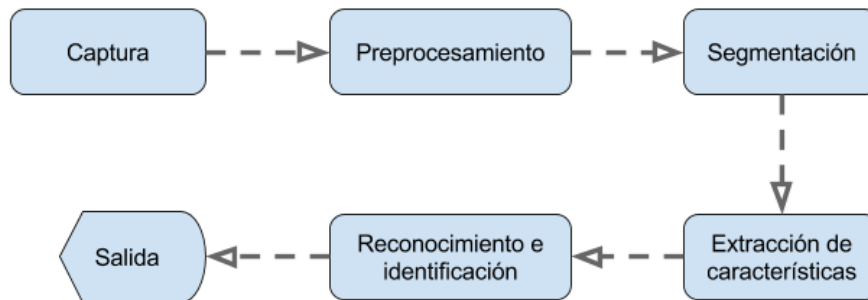 Captura
Preprocesamiento
Segmentación
Extracción de
características
Reconocimiento e
identificación
Salida